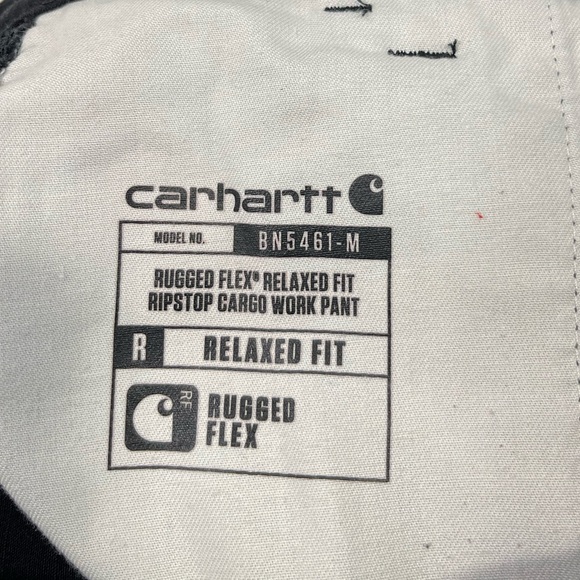 carhartt
MODEL NO. BN5461-M
RUGGED FLEX® RELAXED FIT
RIPSTOP CARGO WORK PANT
R RELAXED FIT
RF
RUGGED
FLEX